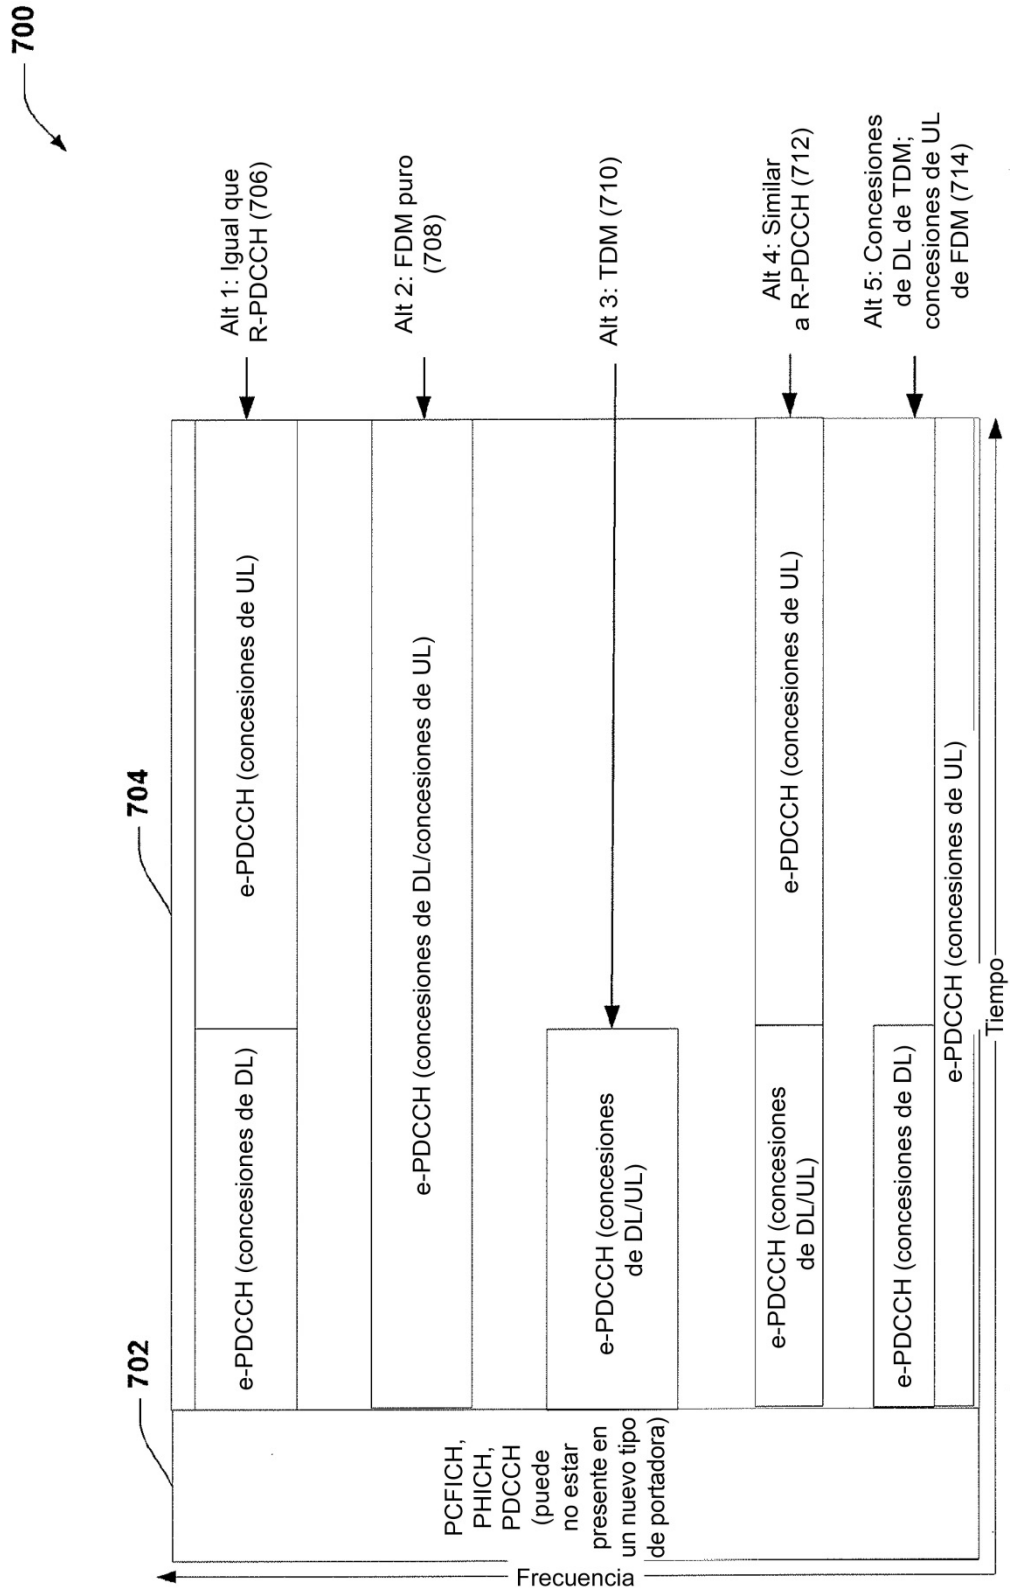 700
702
704
PCFICH,
PHICH,
PDCCH
(puede
no estar
presente en
un nuevo tipo
de portadora)
e-PDCCH (concesiones de DL)
e-PDCCH (concesiones de UL)
Alt 1: Igual que
R-PDCCH (706)
e-PDCCH (concesiones de DL/concesiones de UL)
Alt 2: FDM puro
(708)
e-PDCCH (concesiones
de DL/UL)
Alt 3: TDM (710)
e-PDCCH (concesiones
de DL/UL)
e-PDCCH (concesiones de UL)
Alt 4: Similar
a R-PDCCH (712)
e-PDCCH (concesiones de DL)
e-PDCCH (concesiones de UL)
Alt 5: Concesiones
de DL de TDM;
concesiones de UL
de FDM (714)
Frecuencia
Tiempo